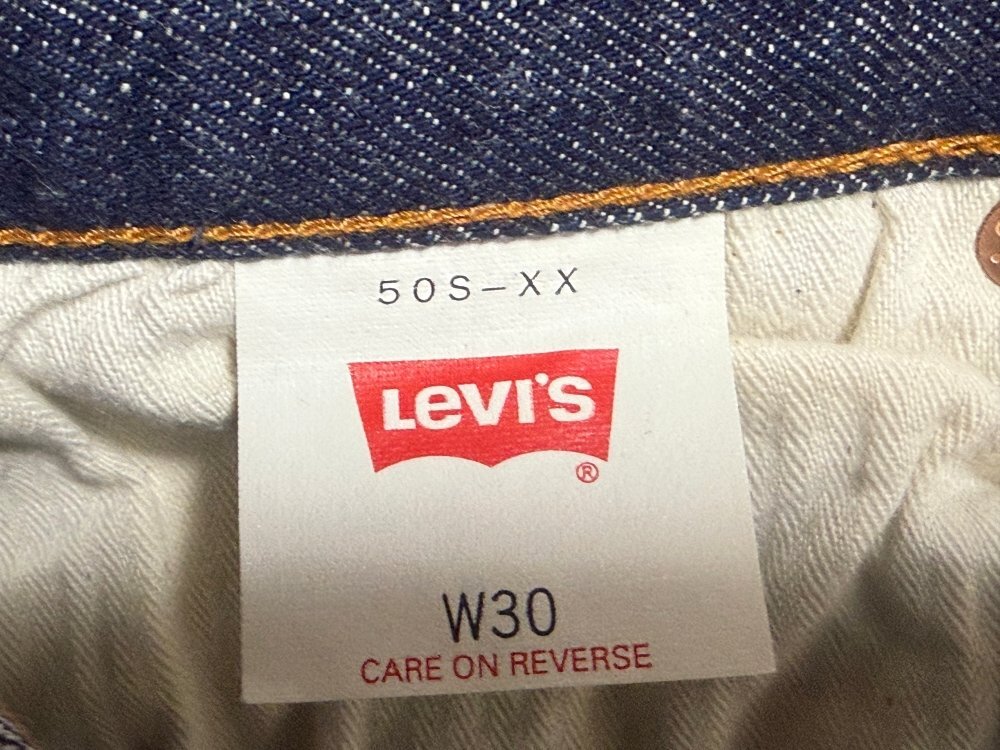 50S-XX
LEVI'S
®
W30
CARE ON REVERSE